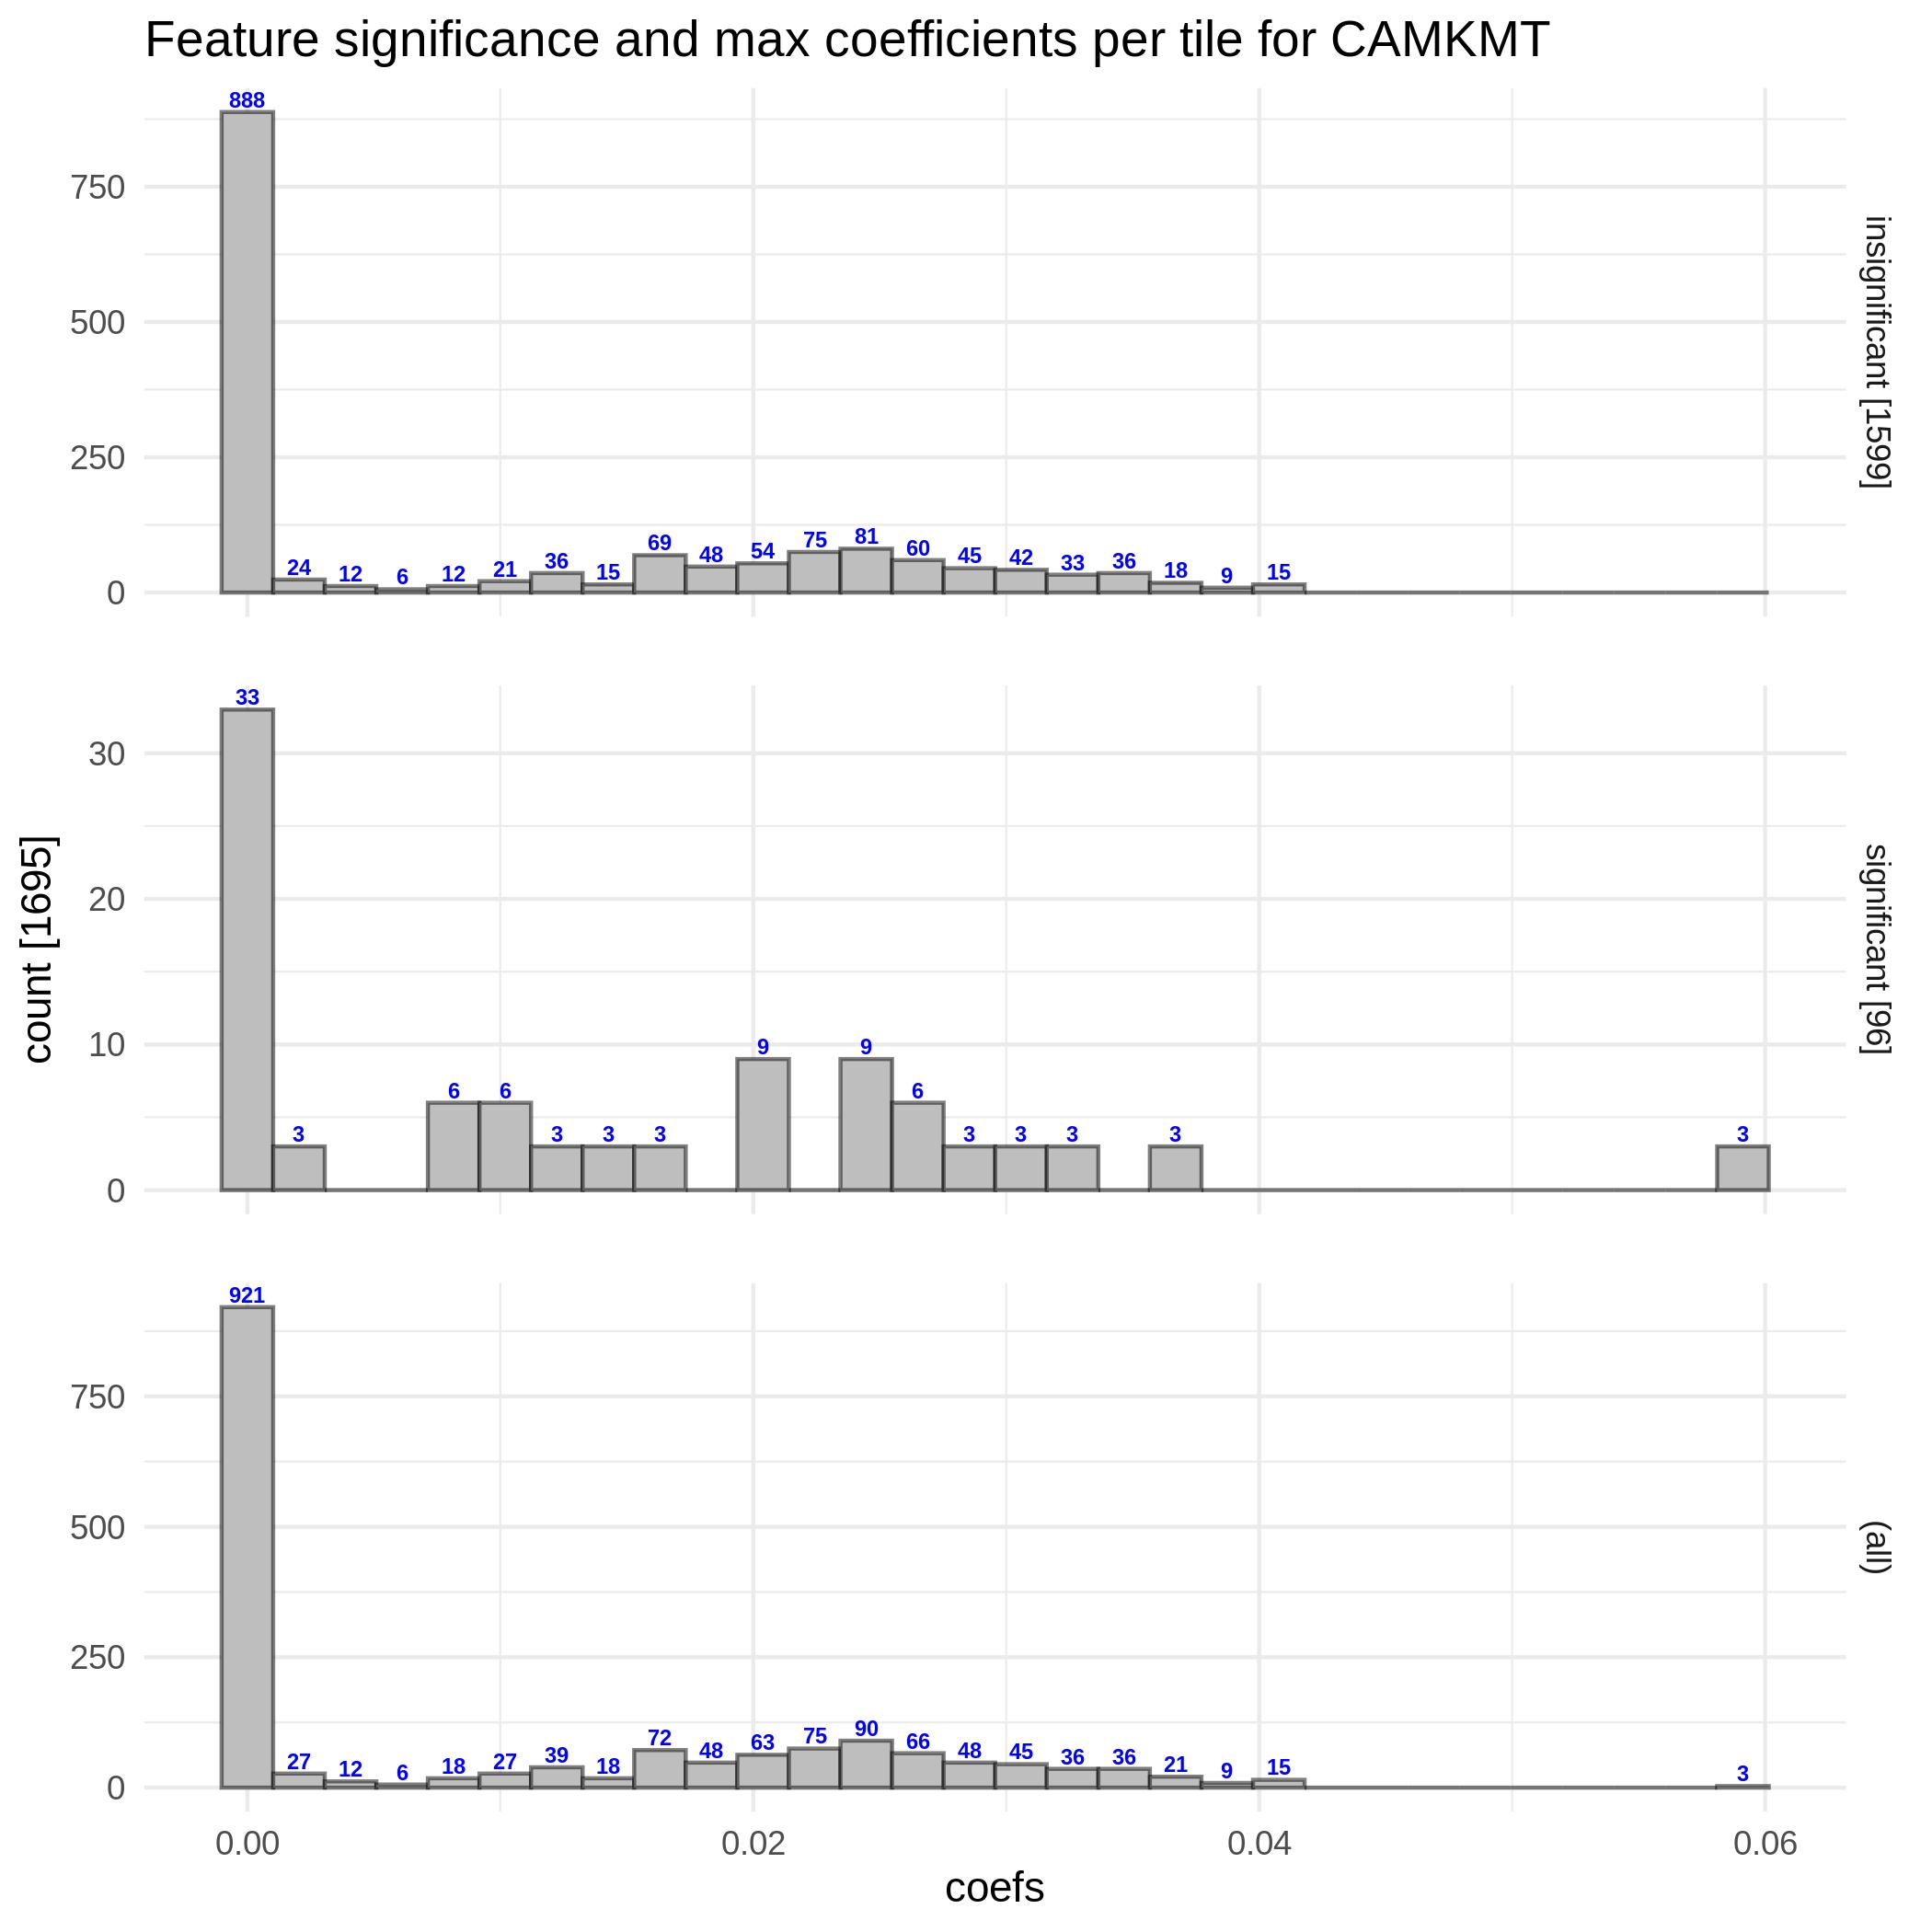 Feature significance and max coefficients per tile for CAMKMT
888
750
500
250
0
24 12 6 12 21 36 15 69 48 54 75 81 60 45 42 33 36 18 9 15
insignificant [1599]
33
30
20
10
0
3 6 6 3 3 3 9 9 6 3 3 3 3 3
significant [96]
count [1695]
921
750
500
250
0
27 12 6 18 27 39 18 72 48 63 75 90 66 48 45 36 36 21 9 15 3
(all)
0.00 0.02 0.04 0.06
coefs